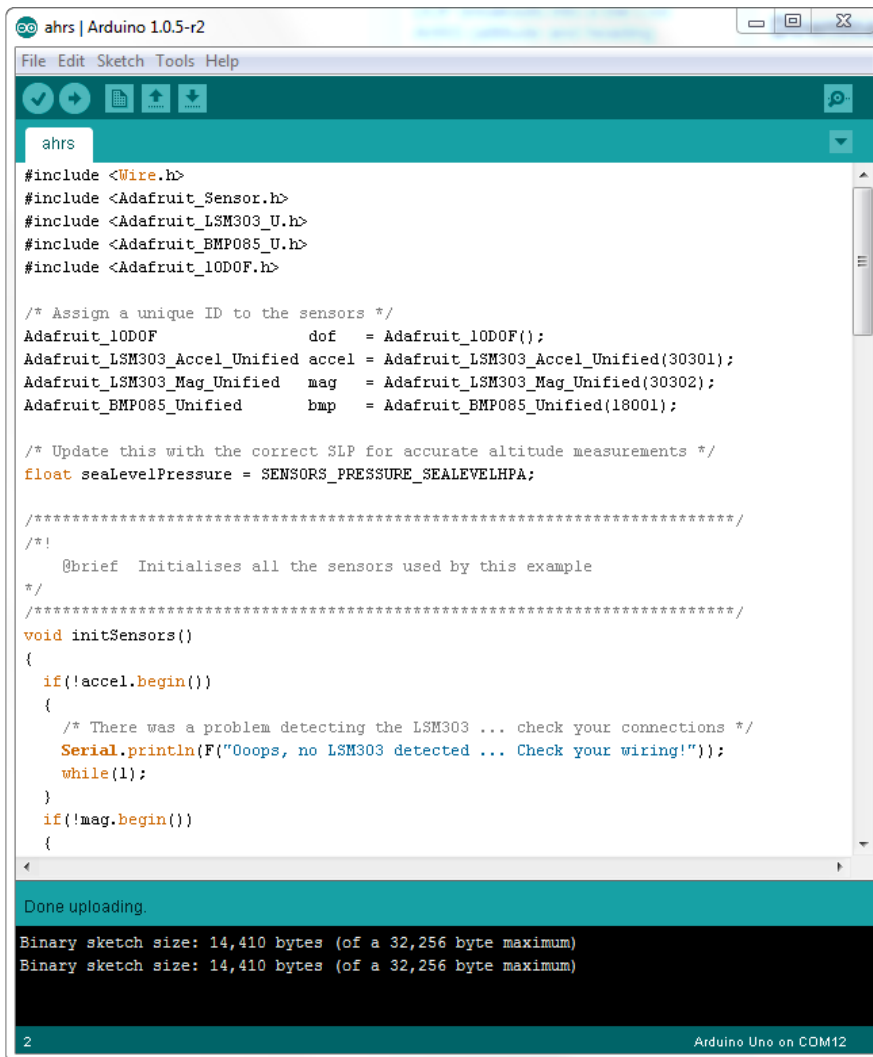 ahrs | Arduino 1.0.5-r2
File Edit Sketch Tools Help
ahrs
#include <Wire.h>
#include <Adafruit_Sensor.h>
#include <Adafruit_LSM303_U.h>
#include <Adafruit_BMP085_U.h>
#include <Adafruit_10DOF.h>
/* Assign a unique ID to the sensors */
Adafruit_10DOF                dof   = Adafruit_10DOF();
Adafruit_LSM303_Accel_Unified accel = Adafruit_LSM303_Accel_Unified(30301);
Adafruit_LSM303_Mag_Unified   mag   = Adafruit_LSM303_Mag_Unified(30302);
Adafruit_BMP085_Unified       bmp   = Adafruit_BMP085_Unified(18001);
/* Update this with the correct SLP for accurate altitude measurements */
float seaLevelPressure = SENSORS_PRESSURE_SEALEVELHPA;
/**************************************************************************/
/*!
    @brief  Initialises all the sensors used by this example
*/
/**************************************************************************/
void initSensors()
{
  if(!accel.begin())
  {
    /* There was a problem detecting the LSM303 ... check your connections */
    Serial.println(F("Ooops, no LSM303 detected ... Check your wiring!"));
    while(1);
  }
  if(!mag.begin())
  {
Done uploading.
Binary sketch size: 14,410 bytes (of a 32,256 byte maximum)
Binary sketch size: 14,410 bytes (of a 32,256 byte maximum)
2
Arduino Uno on COM12